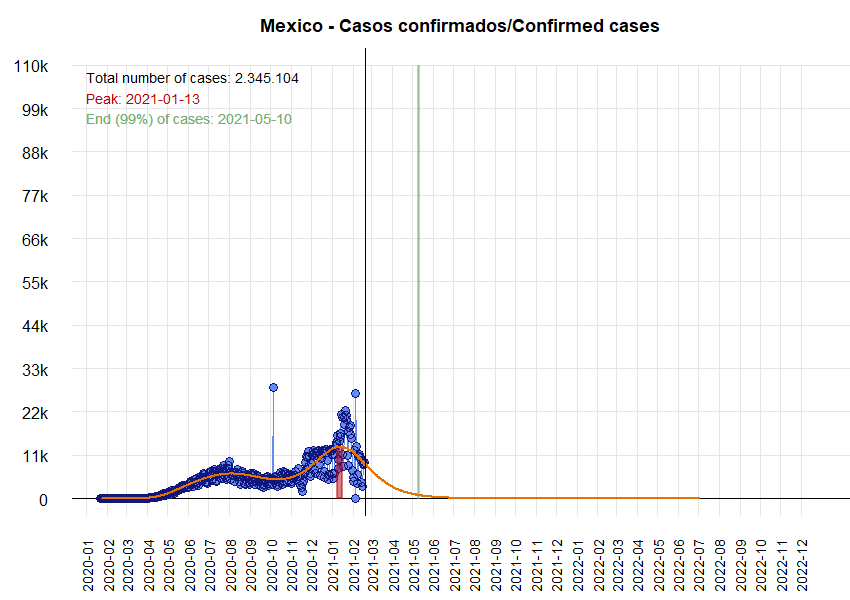 Mexico - Casos confirmados/Confirmed cases
110k
99k
88k
77k
66k
55k
44k
33k
22k
11k
0
Total number of cases: 2.345.104
Peak: 2021-01-13
End (99%) of cases: 2021-05-10
2020-01
2020-02
2020-03
2020-04
2020-05
2020-06
2020-07
2020-08
2020-09
2020-10
2020-11
2020-12
2021-01
2021-02
2021-03
2021-04
2021-05
2021-06
2021-07
2021-08
2021-09
2021-10
2021-11
2021-12
2022-01
2022-02
2022-03
2022-04
2022-05
2022-06
2022-07
2022-08
2022-09
2022-10
2022-11
2022-12